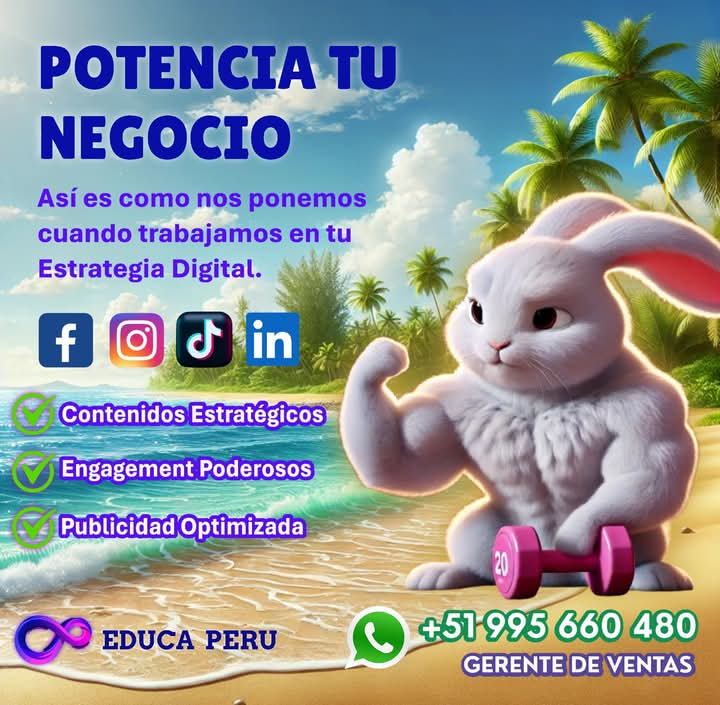 POTENCIA TU
NEGOCIO
Así es como nos ponemos
cuando trabajamos en tu
Estrategia Digital.
Contenidos Estratégicos
Engagement Poderosos
Publicidad Optimizada
20
EDUCA PERU
+51 995 660 480
GERENTE DE VENTAS